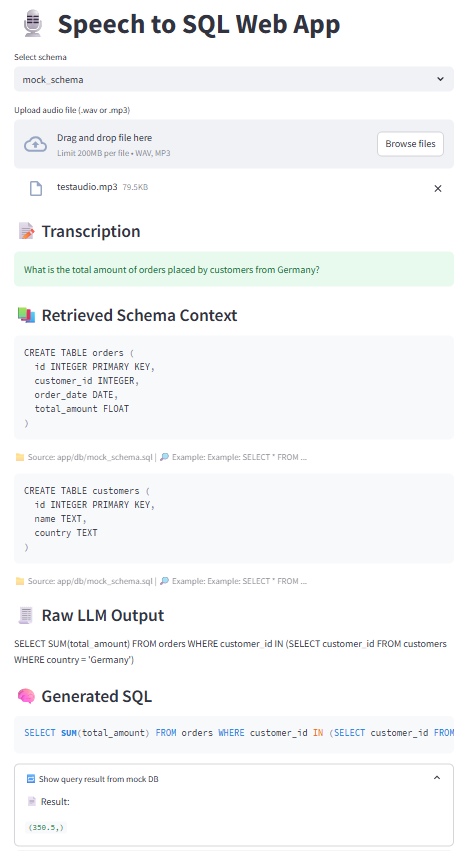 Speech to SQL Web App
Select schema
mock_schema
Upload audio file (.wav or .mp3)
Drag and drop file here
Limit 200MB per file • WAV, MP3
Browse files
testaudio.mp3 79.5KB
Transcription
What is the total amount of orders placed by customers from Germany?
Retrieved Schema Context
CREATE TABLE orders (
id INTEGER PRIMARY KEY,
customer_id INTEGER,
order_date DATE,
total_amount FLOAT
)
Source: app/db/mock_schema.sql | Example: Example: SELECT * FROM ...
CREATE TABLE customers (
id INTEGER PRIMARY KEY,
name TEXT,
country TEXT
)
Source: app/db/mock_schema.sql | Example: Example: SELECT * FROM ...
Raw LLM Output
SELECT SUM(total_amount) FROM orders WHERE customer_id IN (SELECT customer_id FROM customers
WHERE country = 'Germany')
Generated SQL
SELECT SUM(total_amount) FROM orders WHERE customer_id IN (SELECT customer_id FROM
Show query result from mock DB
Result:
(350.5,)